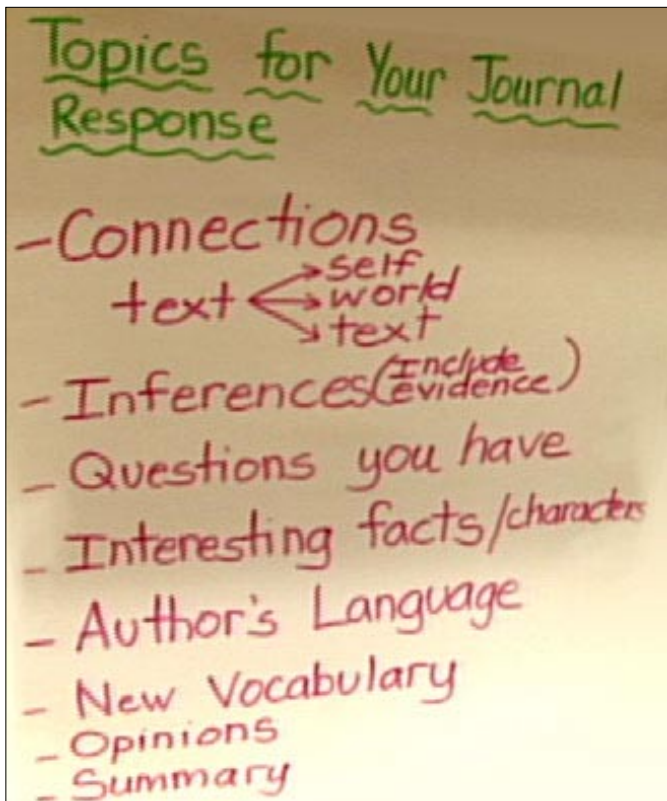 Topics for Your Journal
Response
- Connections
text self
world
text
- Inferences (Include
evidence)
- Questions you have
- Interesting facts/characters
- Author's Language
- New Vocabulary
- Opinions
- Summary